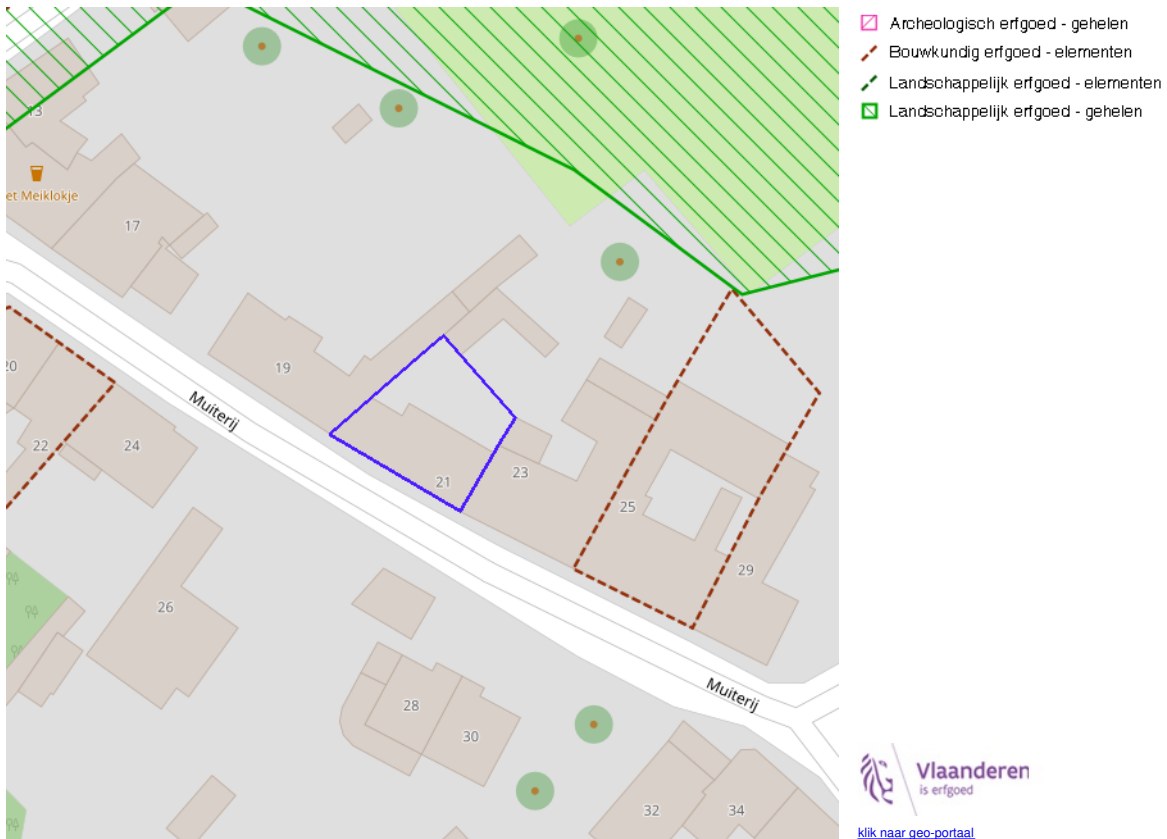 Archeologisch erfgoed - gehelen
Bouwkundig erfgoed - elementen
Landschappelijk erfgoed - elementen
Landschappelijk erfgoed - gehelen
13
et Meiklokje
17
19
20
Muiterij
22
24
21
23
25
29
26
Muiterij
28
30
32
34
Vlaanderen
is erfgoed
klik naar geo-portaal